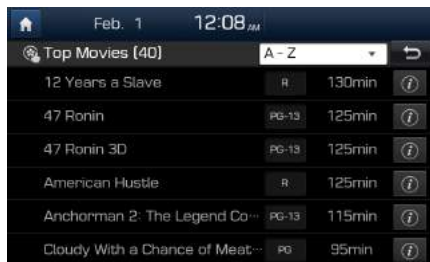 Feb. 1 12:08 AM
Top Movies (40) A - Z
12 Years a Slave R 130min
47 Ronin PG-13 125min
47 Ronin 3D PG-13 125min
American Hustle R 125min
Anchorman 2: The Legend Co··· PG-13 115min
Cloudy With a Chance of Meat··· PG 95min